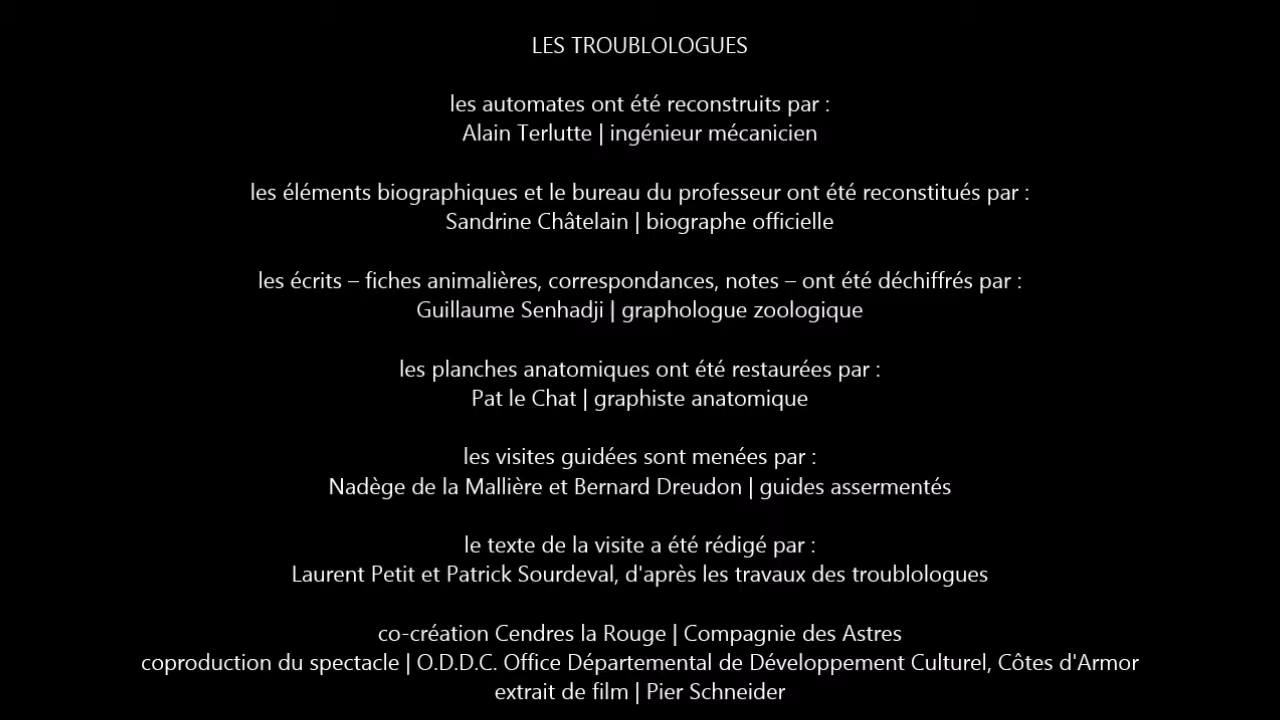 LES TROUBLOLOGUES
les automates ont été reconstruits par :
Alain Terlutte | ingénieur mécanicien
les éléments biographiques et le bureau du professeur ont été reconstitués par :
Sandrine Châtelain | biographe officielle
les écrits – fiches animalières, correspondances, notes – ont été déchiffrés par :
Guillaume Senhadji | graphologue zoologique
les planches anatomiques ont été restaurées par :
Pat le Chat | graphiste anatomique
les visites guidées sont menées par :
Nadège de la Mallière et Bernard Dreudon | guides assermentés
le texte de la visite a été rédigé par :
Laurent Petit et Patrick Sourdeval, d'après les travaux des troublologues
co-création Cendres la Rouge | Compagnie des Astres
coproduction du spectacle | O.D.D.C. Office Départemental de Développement Culturel, Côtes d'Armor
extrait de film | Pier Schneider